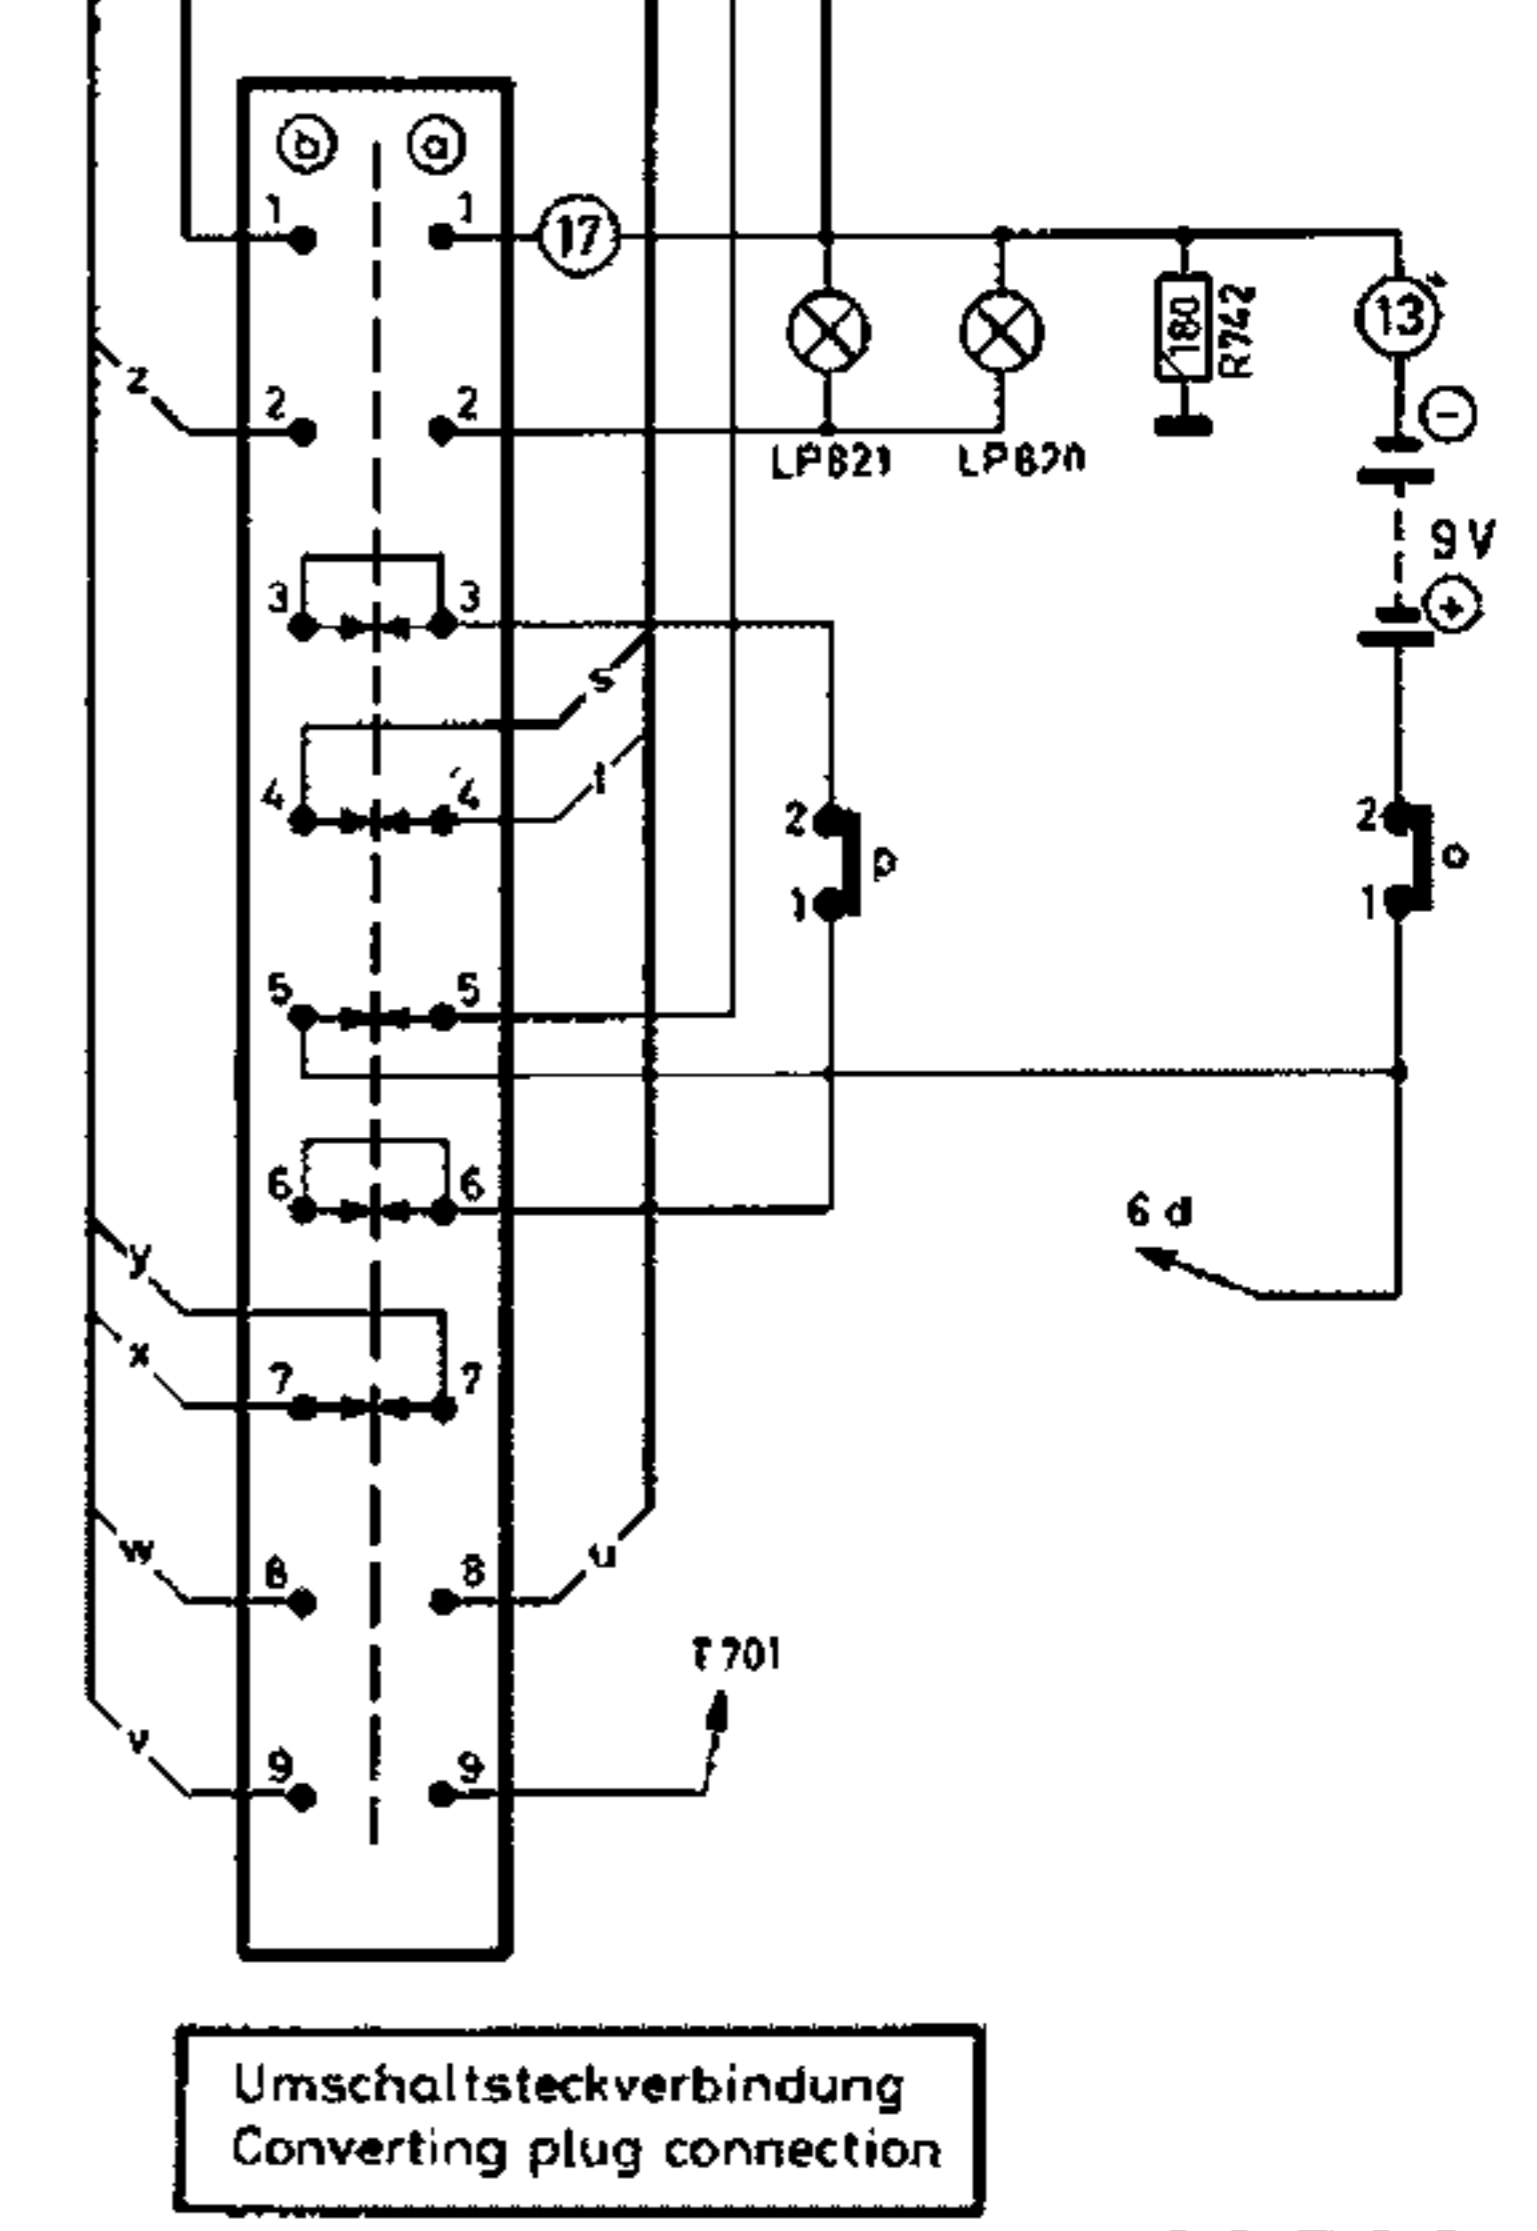 b a
1 1 17
13
180
R742
z
2 2
-
LP821 LP820
9 V
3 3
+
s
4 4
t
2 p 1
2 o 1
5 5
6 6
6 d
y
x
7 7
w
8 8
u
T701
v
9 9
Umschaltsteckverbindung
Converting plug connection